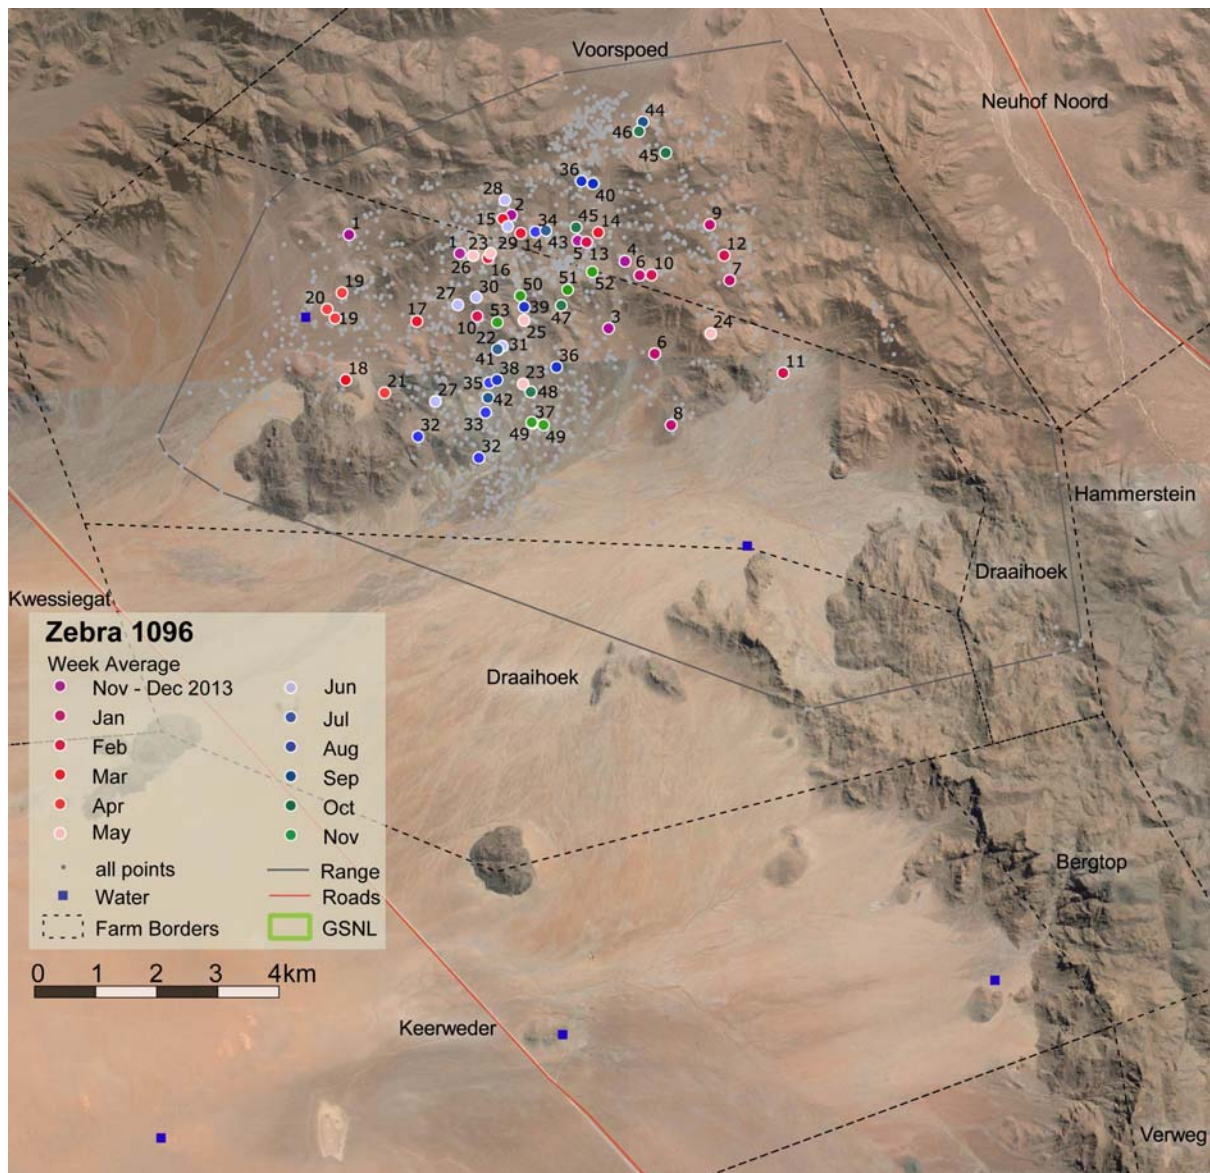 Voorspoed
Neuhof Noord
44
46
45
36
40
28
2
15
34
45
14
9
1
1
23
29
14
43
5
13
4
12
26
16
6
10
7
19
27
30
50
51
52
20
19
17
10
53
39
47
25
3
24
22
31
41
6
11
18
21
35
38
36
23
27
42
48
8
32
33
37
49
49
32
Hammerstein
Draaihoek
Kwessiegat
Draaihoek
Zebra 1096
Week Average
Nov - Dec 2013
Jan
Feb
Mar
Apr
May
Jun
Jul
Aug
Sep
Oct
Nov
all points
Water
Farm Borders
Range
Roads
GSNL
0 1 2 3 4km
Bergtop
Keerweder
Verweg